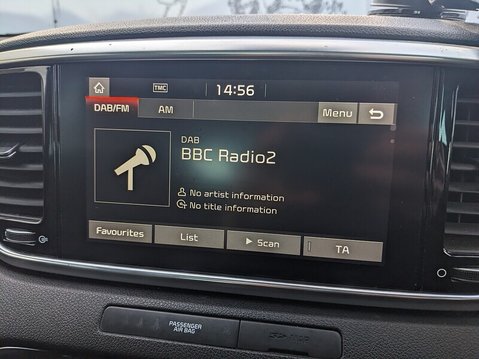 TMC
14:56
DAB/FM
AM
Menu
DAB
BBC Radio2
No artist information
No title information
Favourites
List
Scan
TA
PASSENGER
AIR BAG